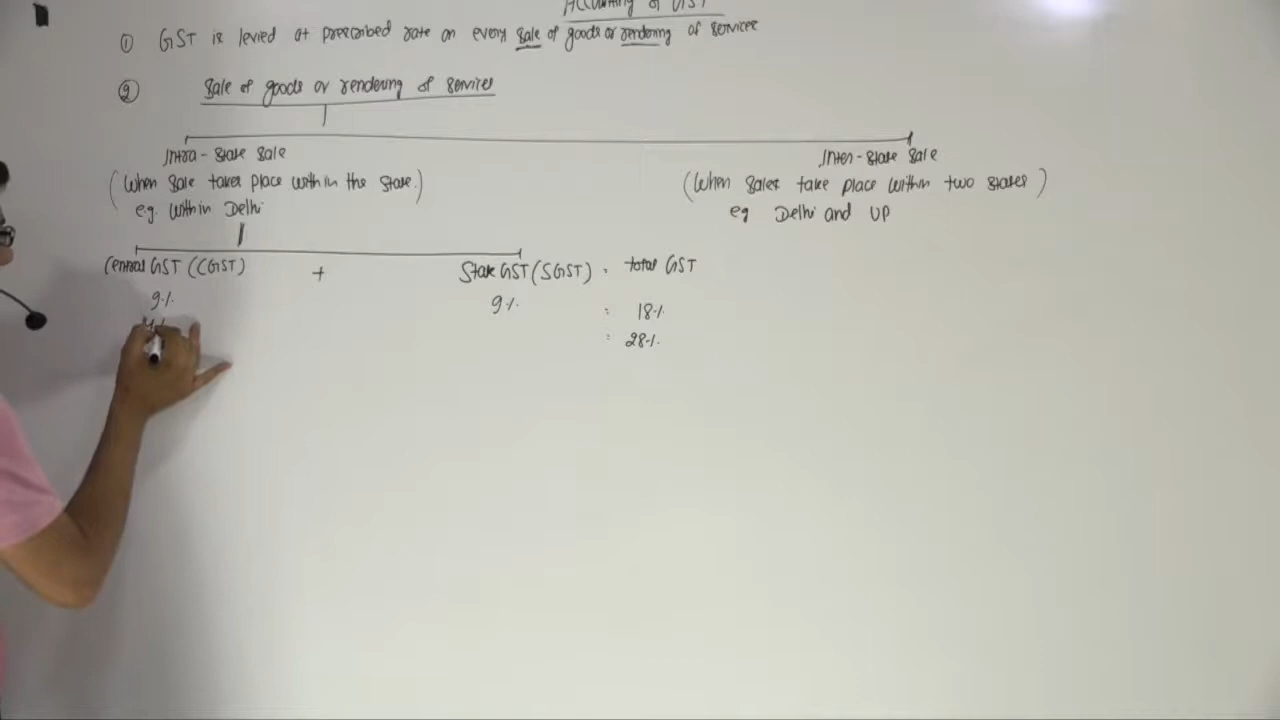 Accounting of GST
① GST is levied at prescribed rate on every sale of goods or rendering of services
② Sale of goods or rendering of services
Intra-State Sale
(When sale takes place within the State.)
eg. Within Delhi
Inter-State Sale
(When sales take place within two states)
eg Delhi and UP
Central GST (CGST) + State GST (SGST) = total GST
9% 9% = 18%
= 28%